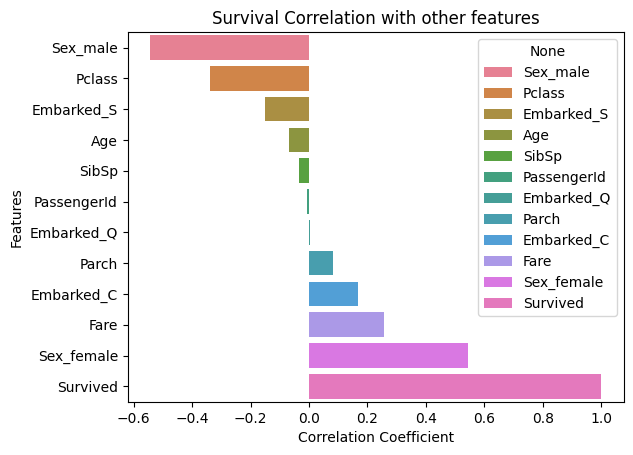 Survival Correlation with other features
Features
Sex_male
Pclass
Embarked_S
Age
SibSp
PassengerId
Embarked_Q
Parch
Embarked_C
Fare
Sex_female
Survived
None
Sex_male
Pclass
Embarked_S
Age
SibSp
PassengerId
Embarked_Q
Parch
Embarked_C
Fare
Sex_female
Survived
−0.6 −0.4 −0.2 0.0 0.2 0.4 0.6 0.8 1.0
Correlation Coefficient